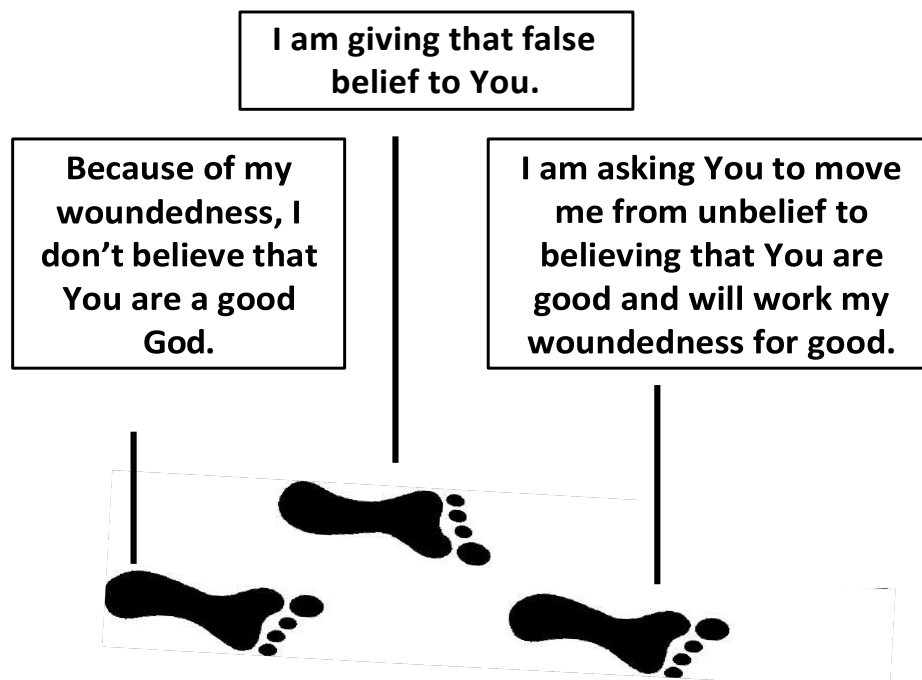 I am giving that false
belief to You.
Because of my
woundedness, I
don’t believe that
You are a good
God.
I am asking You to move
me from unbelief to
believing that You are
good and will work my
woundedness for good.